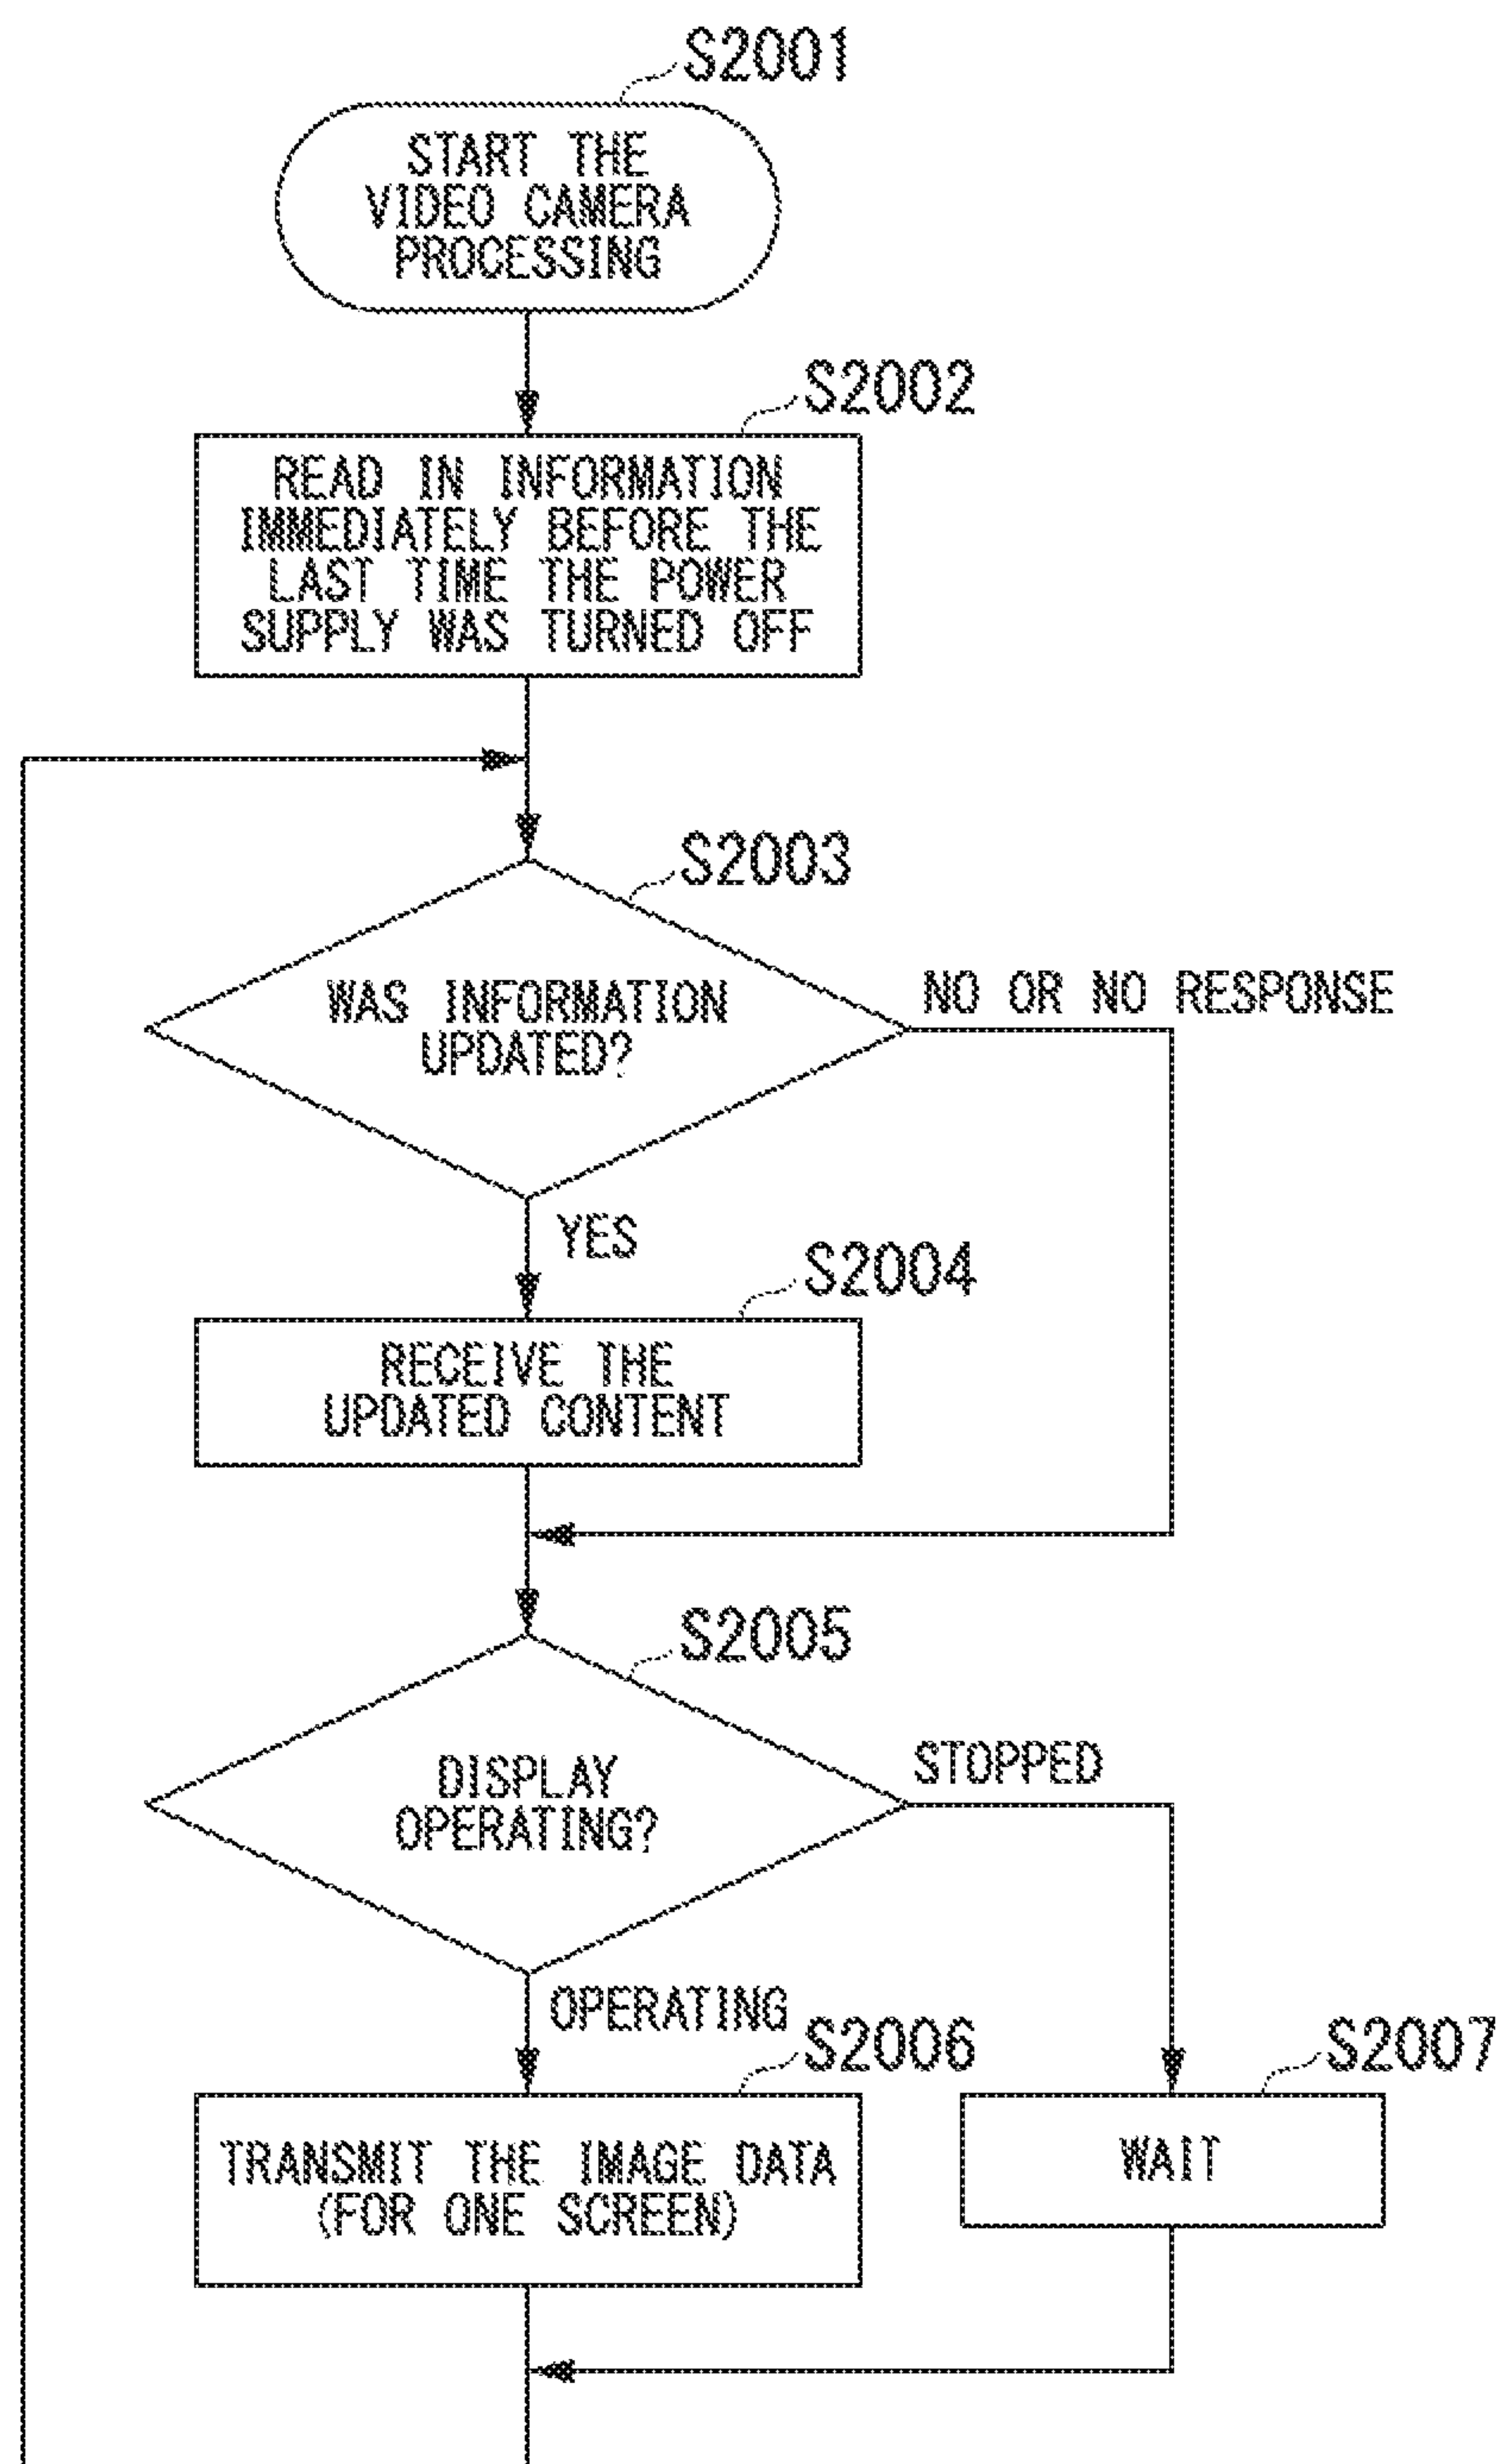 S2001
START THE
VIDEO CAMERA
PROCESSING
S2002
READ IN INFORMATION
IMMEDIATELY BEFORE THE
LAST TIME THE POWER
SUPPLY WAS TURNED OFF
S2003
WAS INFORMATION
UPDATED?
NO OR NO RESPONSE
YES
S2004
RECEIVE THE
UPDATED CONTENT
S2005
DISPLAY
OPERATING?
STOPPED
OPERATING
S2006
TRANSMIT THE IMAGE DATA
(FOR ONE SCREEN)
S2007
WAIT